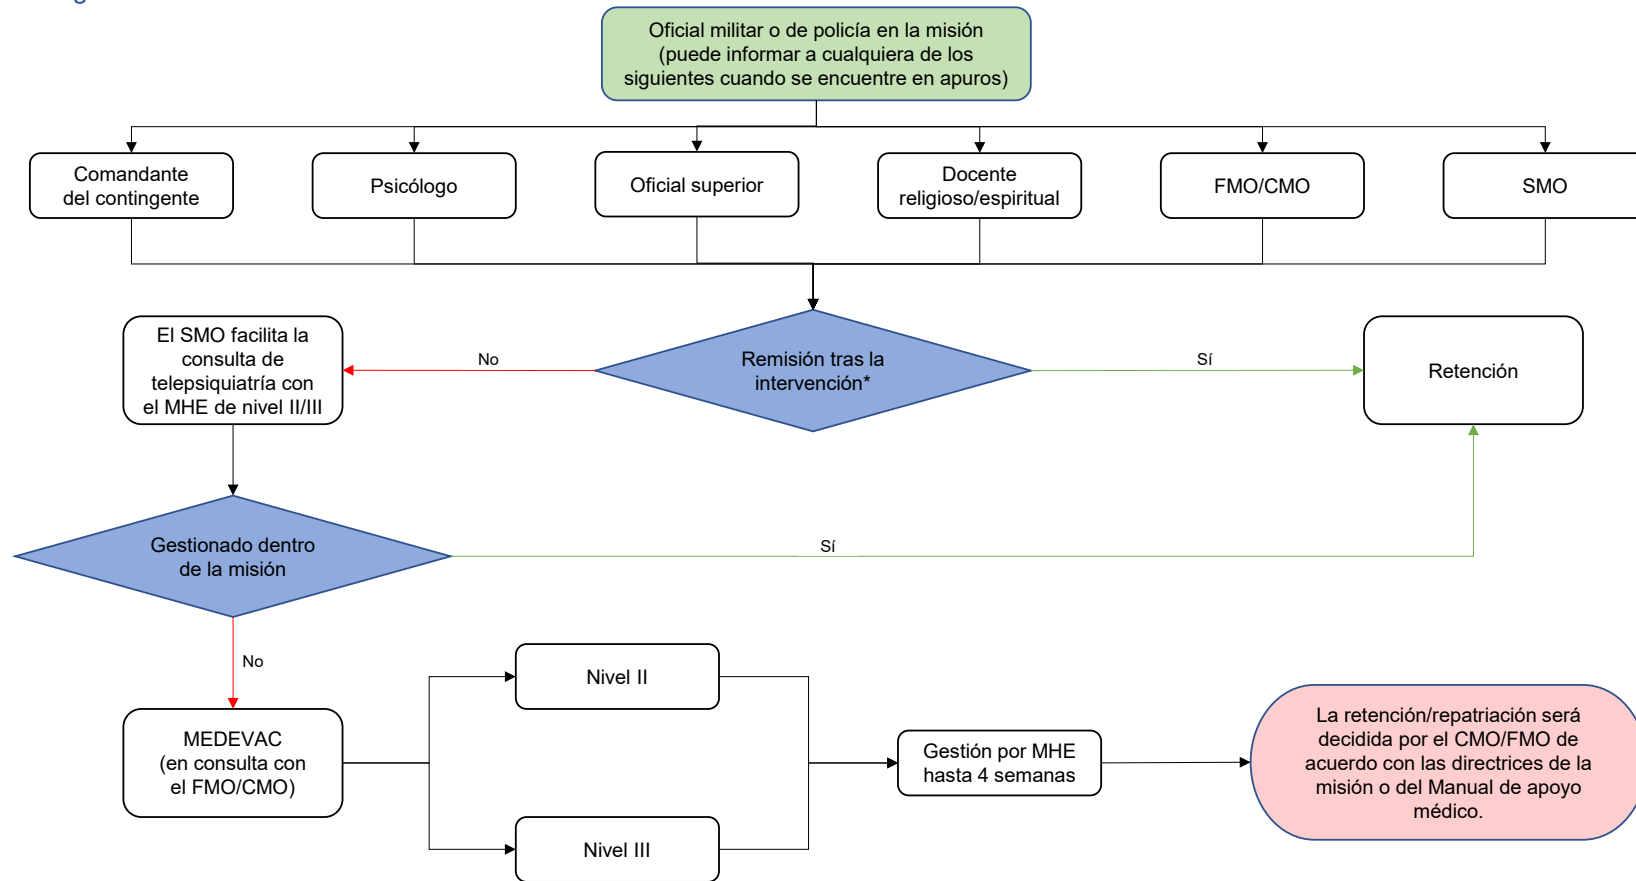 Oficial militar o de policía en la misión
(puede informar a cualquiera de los
siguientes cuando se encuentre en apuros)
Comandante
del contingente
Psicólogo
Oficial superior
Docente
religioso/espiritual
FMO/CMO
SMO
El SMO facilita la
consulta de
telepsiquiatría con
el MHE de nivel II/III
No
Remisión tras la
intervención*
Sí
Retención
Gestionado dentro
de la misión
Sí
No
MEDEVAC
(en consulta con
el FMO/CMO)
Nivel II
Nivel III
Gestión por MHE
hasta 4 semanas
La retención/repatriación será
decidida por el CMO/FMO de
acuerdo con las directrices de la
misión o del Manual de apoyo
médico.